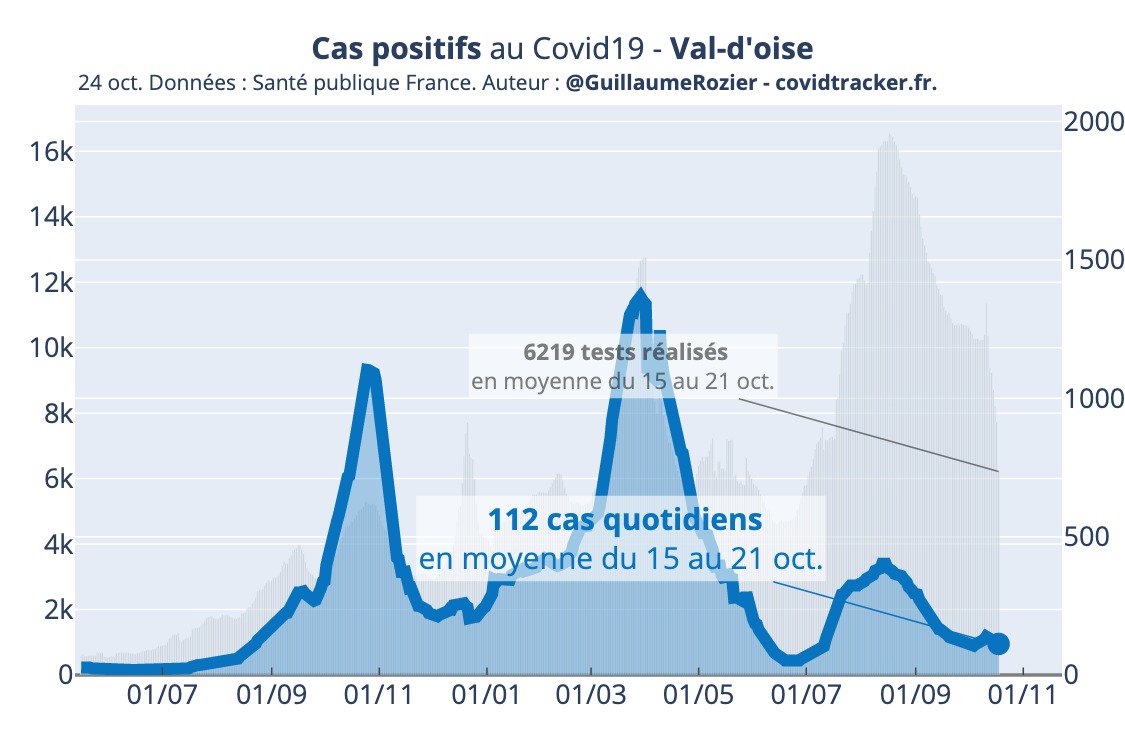 Cas positifs au Covid19 - Val-d'oise
24 oct. Données : Santé publique France. Auteur : @GuillaumeRozier - covidtracker.fr.
2000
16k
14k
1500
12k
10k
6219 tests réalisés
en moyenne du 15 au 21 oct.
1000
8k
6k
112 cas quotidiens
500
4k
en moyenne du 15 au 21 oct.
2k
0
0
01/07 01/09 01/11 01/01 01/03 01/05 01/07 01/09 01/11